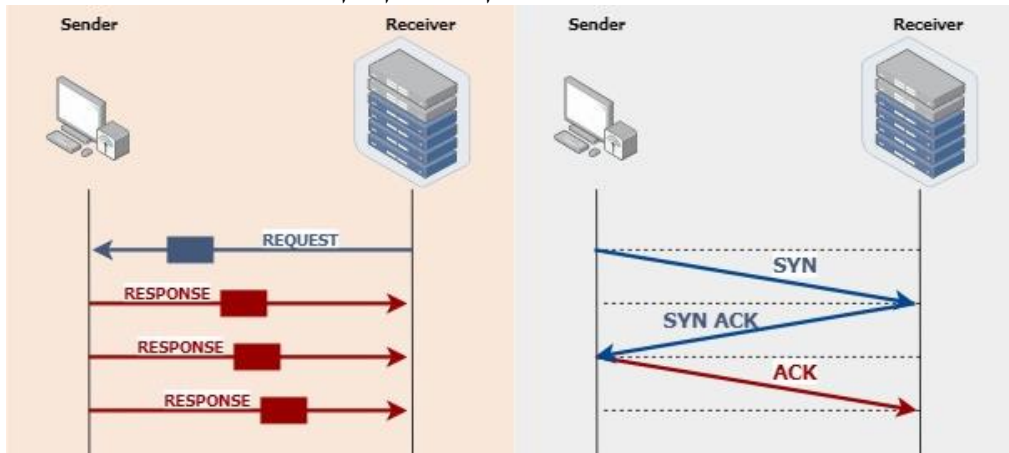 Sender
Receiver
REQUEST
RESPONSE
RESPONSE
RESPONSE
Sender
Receiver
SYN
SYN ACK
ACK